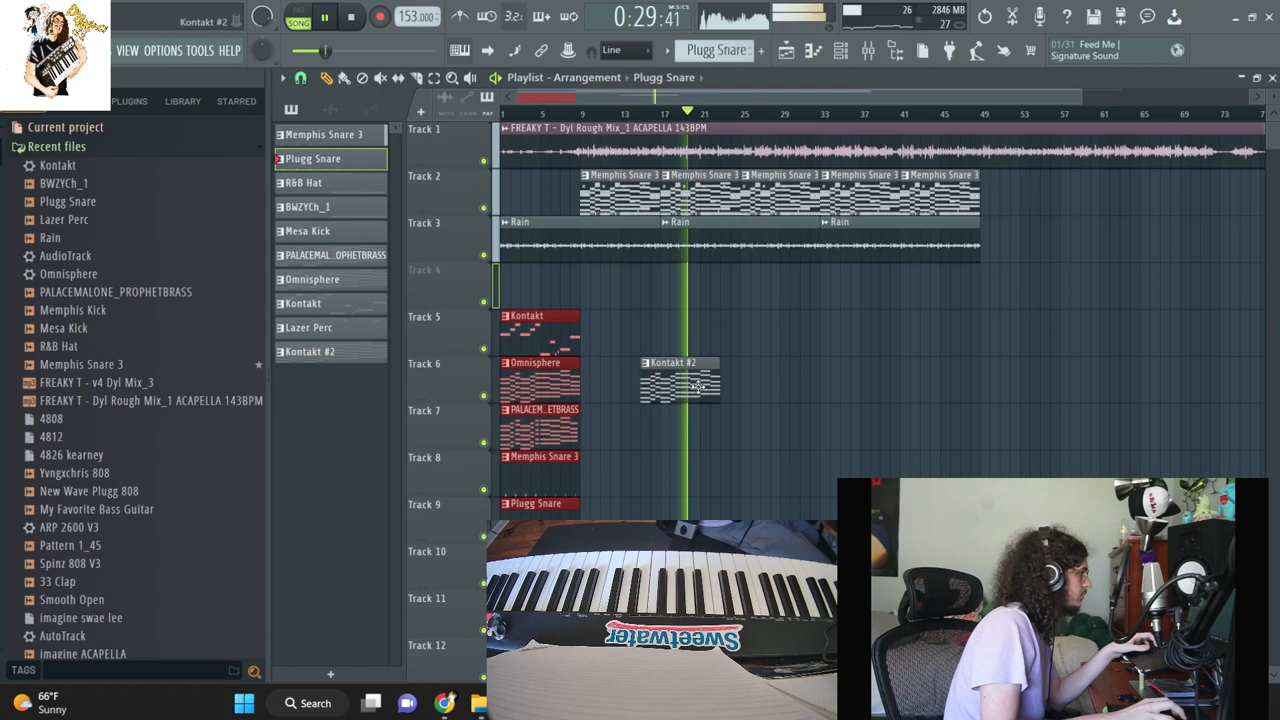 Kontakt #2
VIEW OPTIONS TOOLS HELP
PAT
SONG
153.000
3 2
0:29:41
26
2846 MB
27
Line
Plugg Snare
01/31 Feed Me |
Signature Sound
Playlist - Arrangement Plugg Snare
PLUGINS
LIBRARY
STARRED
Current project
Recent files
Kontakt
BWZYCh_1
Plugg Snare
Lazer Perc
Rain
AudioTrack
Omnisphere
PALACEMALONE_PROPHETBRASS
Memphis Kick
Mesa Kick
R&B Hat
Memphis Snare 3
FREAKY T - v4 Dyl Mix_3
FREAKY T - Dyl Rough Mix_1 ACAPELLA 143BPM
4808
4812
4826 kearney
Yvngxchris 808
New Wave Plugg 808
My Favorite Bass Guitar
ARP 2600 V3
Pattern 1_45
Spinz 808 V3
33 Clap
Smooth Open
imagine swae lee
AutoTrack
imagine ACAPELLA
TAGS
Memphis Snare 3
Plugg Snare
R&B Hat
BWZYCh_1
Mesa Kick
PALACEMAL...OPHETBRASS
Omnisphere
Kontakt
Lazer Perc
Kontakt #2
NOTE CHAN PAT
1 5 9 13 17 21 25 29 33 37 41 45 49 53 57 61 65 69 73 77
Track 1
FREAKY T - Dyl Rough Mix_1 ACAPELLA 143BPM
Track 2
Memphis Snare 3 Memphis Snare 3 Memphis Snare 3 Memphis Snare 3 Memphis Snare 3
Track 3
Rain Rain Rain
Track 4
Track 5
Kontakt
Track 6
Omnisphere
Kontakt #2
Track 7
PALACEM...ETBRASS
Track 8
Memphis Snare 3
Track 9
Plugg Snare
Track 10
Track 11
Track 12
Sweetwater
66°F
Sunny
Search